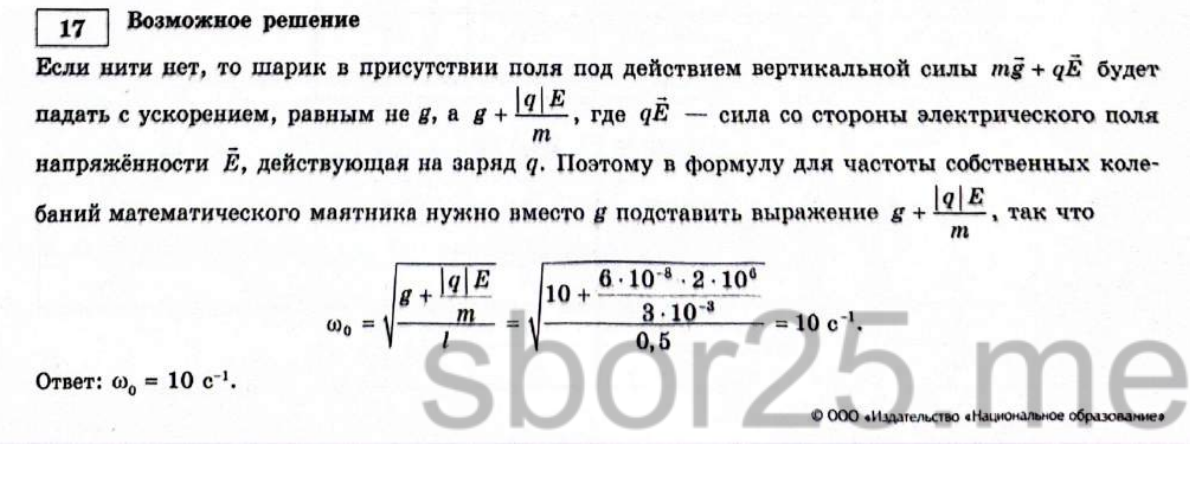 17 Возможное решение
Если нити нет, то шарик в присутствии поля под действием вертикальной силы mg⃗ + qE⃗ будет
падать с ускорением, равным не g, а g + |q|E/m, где qE⃗ — сила со стороны электрического поля
напряжённости E⃗, действующая на заряд q. Поэтому в формулу для частоты собственных коле-
баний математического маятника нужно вместо g подставить выражение g + |q|E/m, так что
ω₀ = √((g + |q|E/m)/l) = √((10 + (6·10⁻⁸·2·10⁶)/(3·10⁻³))/0,5) = 10 с⁻¹.
Ответ: ω₀ = 10 с⁻¹.
sbor25.me
© ООО «Издательство «Национальное образование»